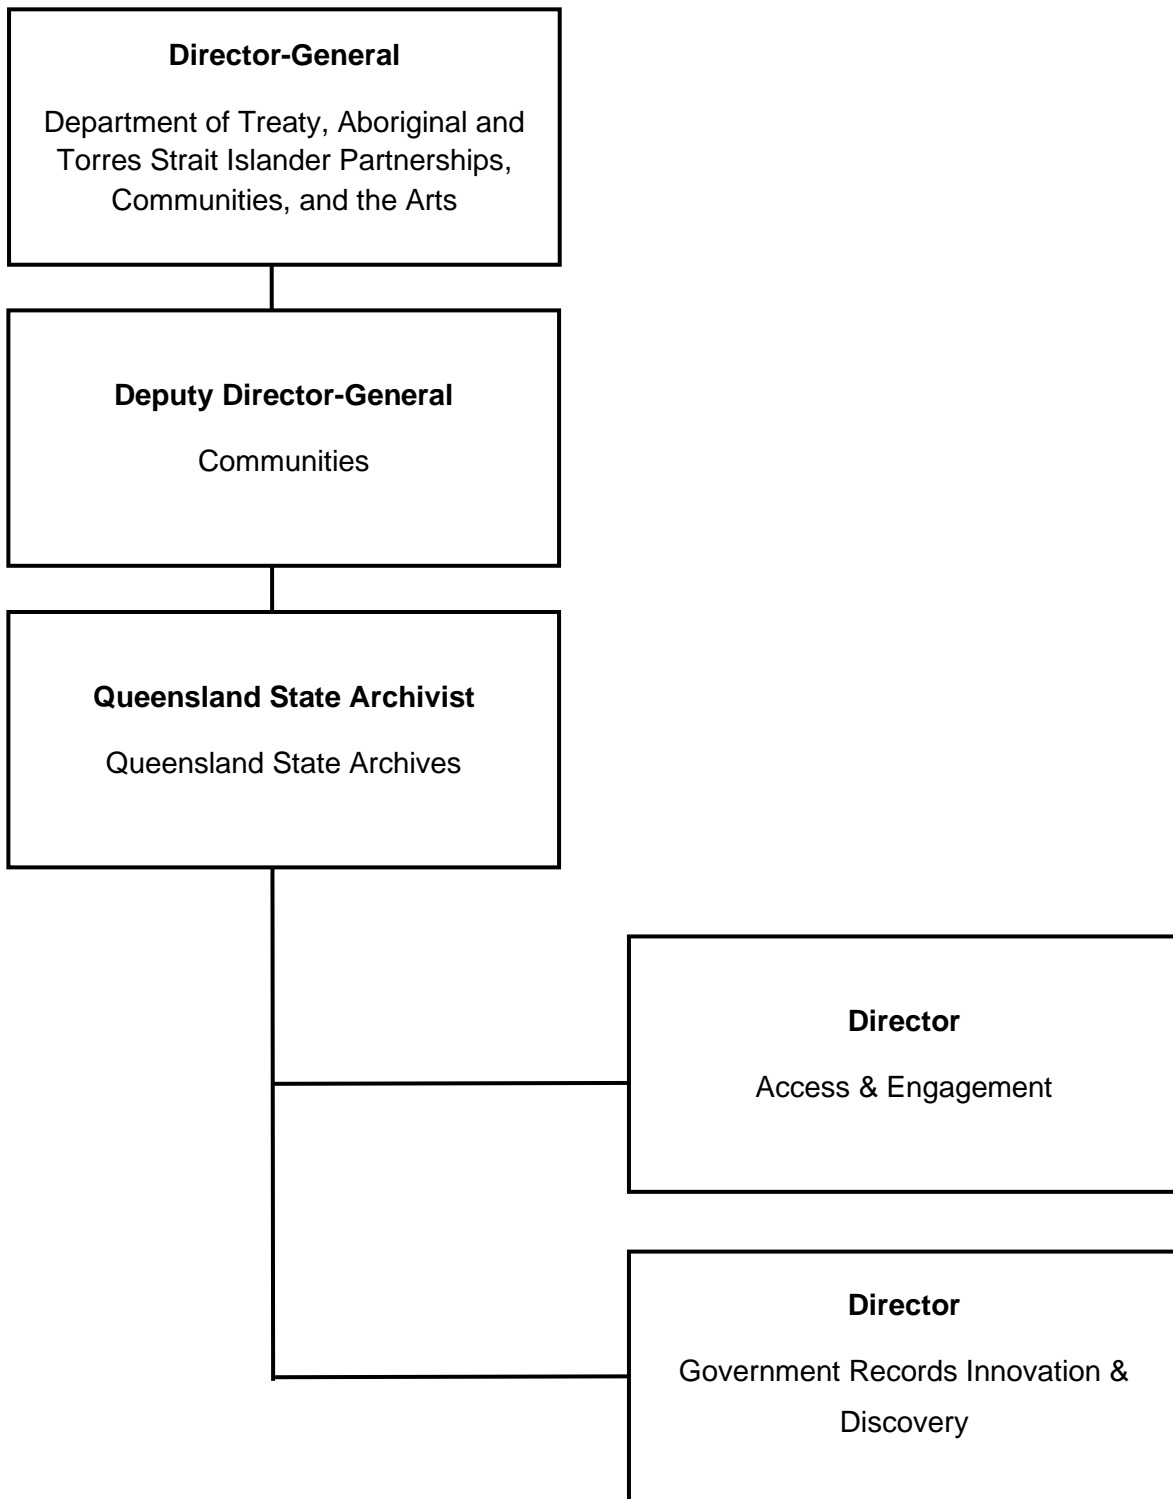 Director-General
Department of Treaty, Aboriginal and
Torres Strait Islander Partnerships,
Communities, and the Arts
Deputy Director-General
Communities
Queensland State Archivist
Queensland State Archives
Director
Access & Engagement
Director
Government Records Innovation &
Discovery